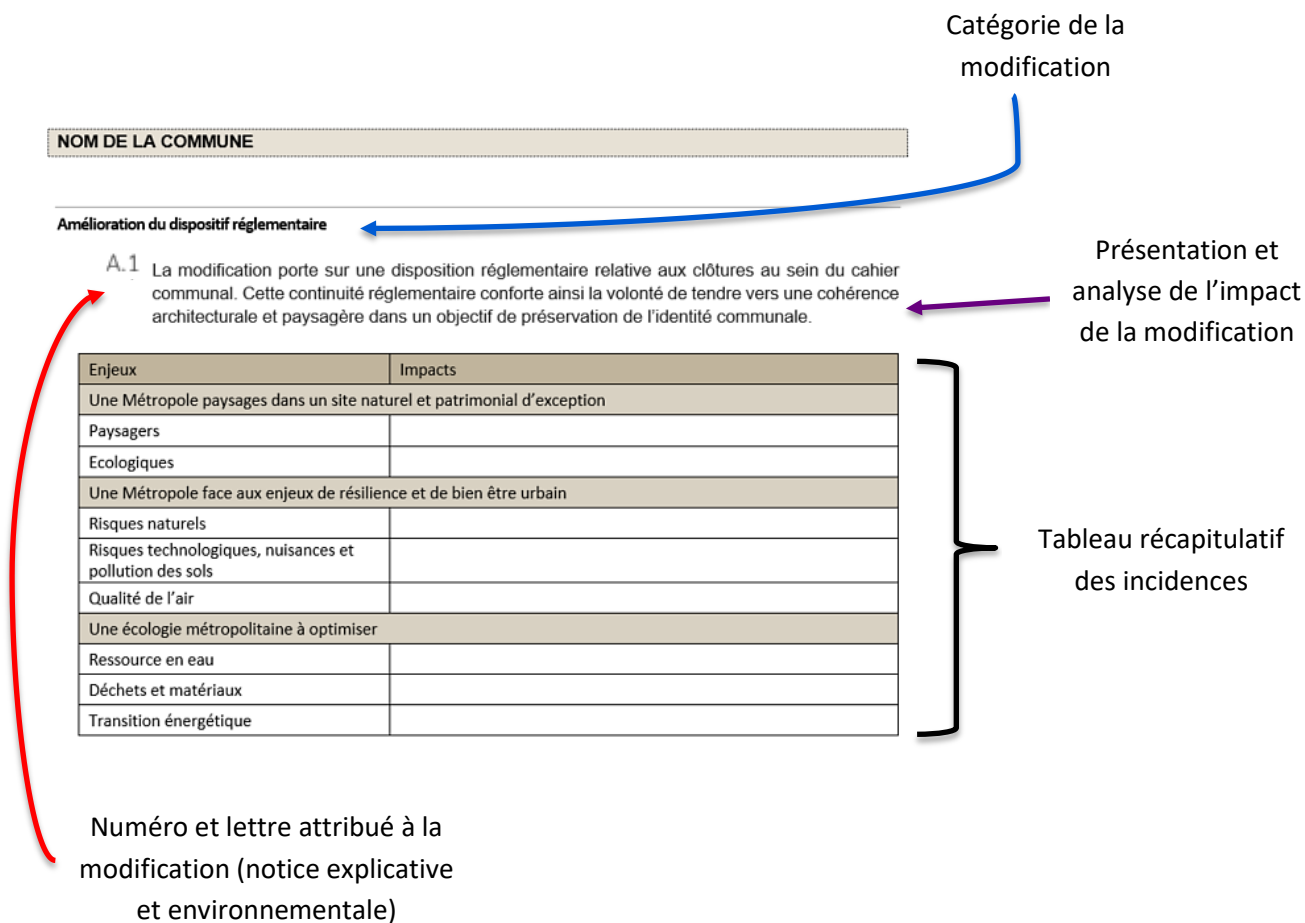 Catégorie de la
modification
NOM DE LA COMMUNE
Amélioration du dispositif réglementaire
A.1 La modification porte sur une disposition réglementaire relative aux clôtures au sein du cahier
communal. Cette continuité réglementaire conforte ainsi la volonté de tendre vers une cohérence
architecturale et paysagère dans un objectif de préservation de l'identité communale.
Présentation et
analyse de l'impact
de la modification
Enjeux Impacts
Une Métropole paysages dans un site naturel et patrimonial d'exception
Paysagers
Ecologiques
Une Métropole face aux enjeux de résilience et de bien être urbain
Risques naturels
Risques technologiques, nuisances et
pollution des sols
Qualité de l'air
Une écologie métropolitaine à optimiser
Ressource en eau
Déchets et matériaux
Transition énergétique
Tableau récapitulatif
des incidences
Numéro et lettre attribué à la
modification (notice explicative
et environnementale)